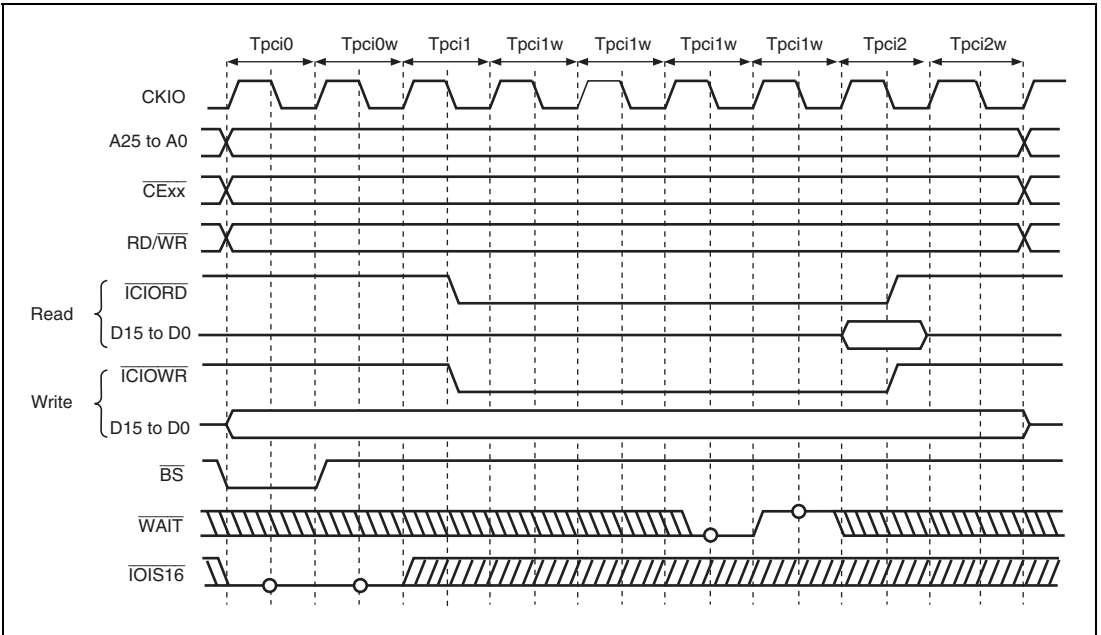 Tpci0 Tpci0w Tpci1 Tpci1w Tpci1w Tpci1w Tpci1w Tpci2 Tpci2w
CKIO
A25 to A0
CExx
RD/WR
Read
ICIORD
D15 to D0
Write
ICIOWR
D15 to D0
BS
WAIT
IOIS16